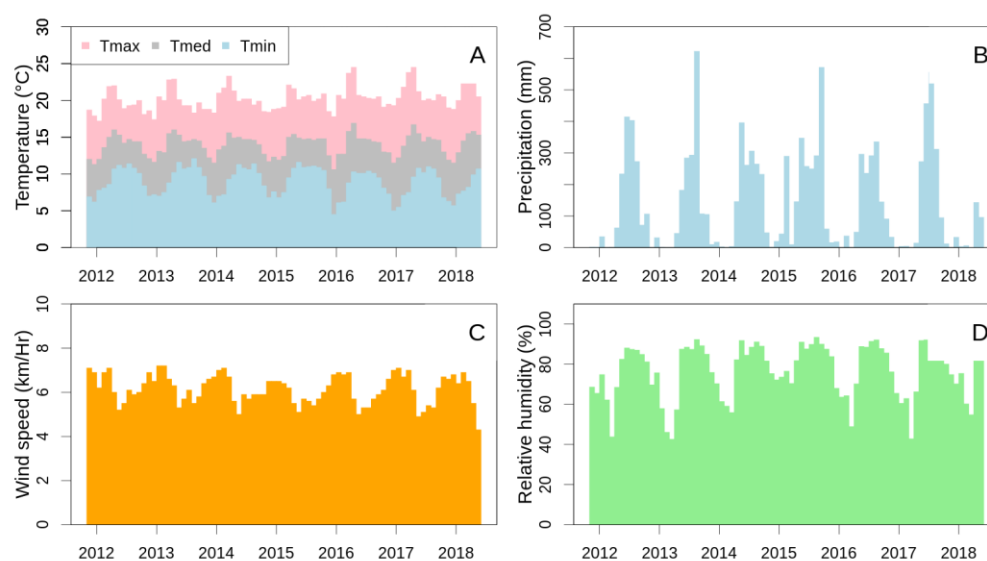 Tmax Tmed Tmin
A
Temperature (°C)
30
25
20
15
10
5
0
2012 2013 2014 2015 2016 2017 2018
B
Precipitation (mm)
700
500
300
100
0
2012 2013 2014 2015 2016 2017 2018
C
Wind speed (km/Hr)
10
8
6
4
2
0
2012 2013 2014 2015 2016 2017 2018
D
Relative humidity (%)
100
80
60
40
20
0
2012 2013 2014 2015 2016 2017 2018